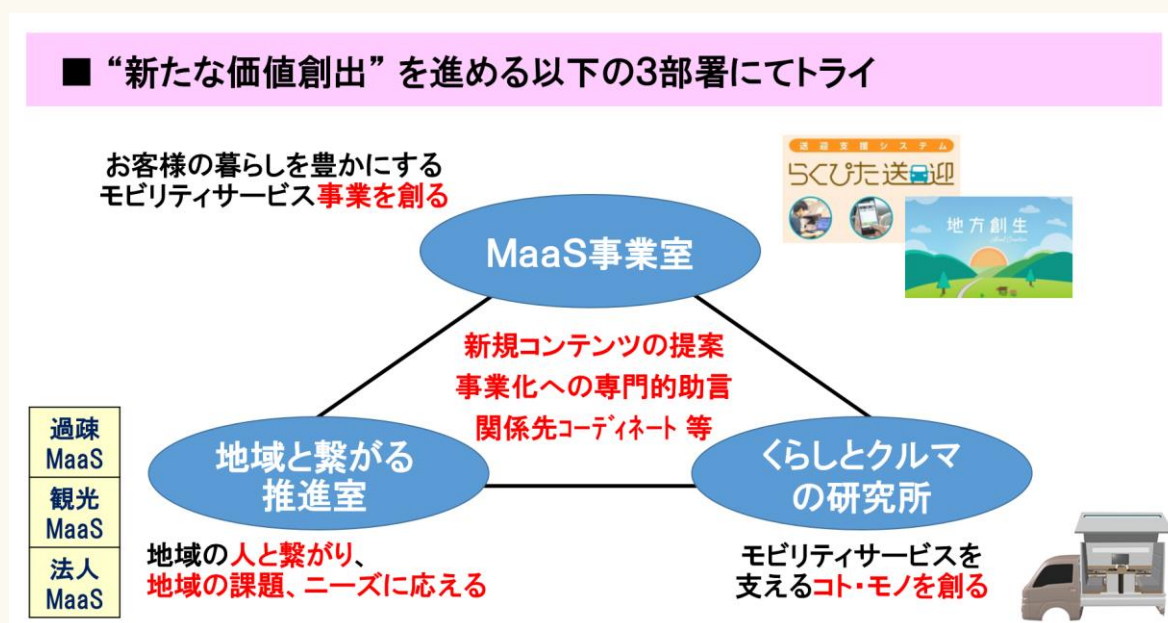 ■ “新たな価値創出” を進める以下の3部署にてトライ
お客様の暮らしを豊かにする
モビリティサービス事業を創る
送迎支援システム
らくぴた送迎
地方創生
MaaS事業室
新規コンテンツの提案
事業化への専門的助言
関係先コーディネート 等
過疎
MaaS
観光
MaaS
法人
MaaS
地域と繋がる
推進室
くらしとクルマ
の研究所
地域の人と繋がり、
地域の課題、ニーズに応える
モビリティサービスを
支えるコト・モノを創る